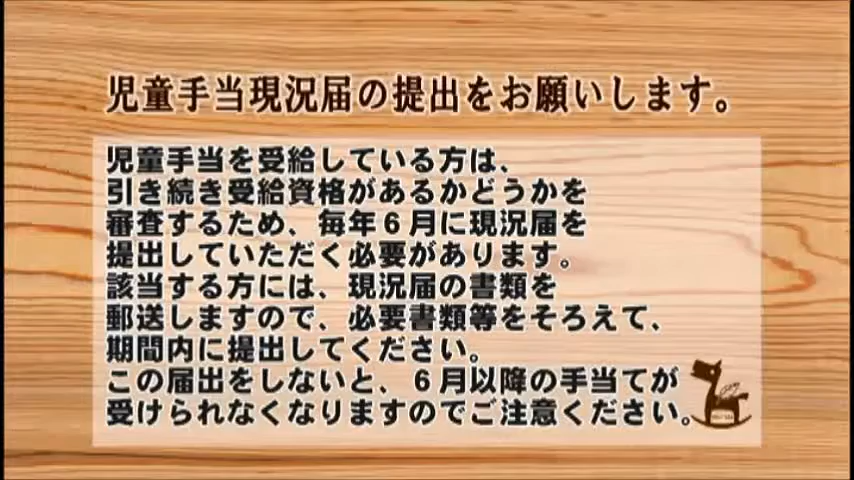 児童手当現況届の提出をお願いします。
児童手当を受給している方は、
引き続き受給資格があるかどうかを
審査するため、毎年６月に現況届を
提出していただく必要があります。
該当する方には、現況届の書類を
郵送しますので、必要書類等をそろえて、
期間内に提出してください。
この届出をしないと、６月以降の手当てが
受けられなくなりますのでご注意ください。